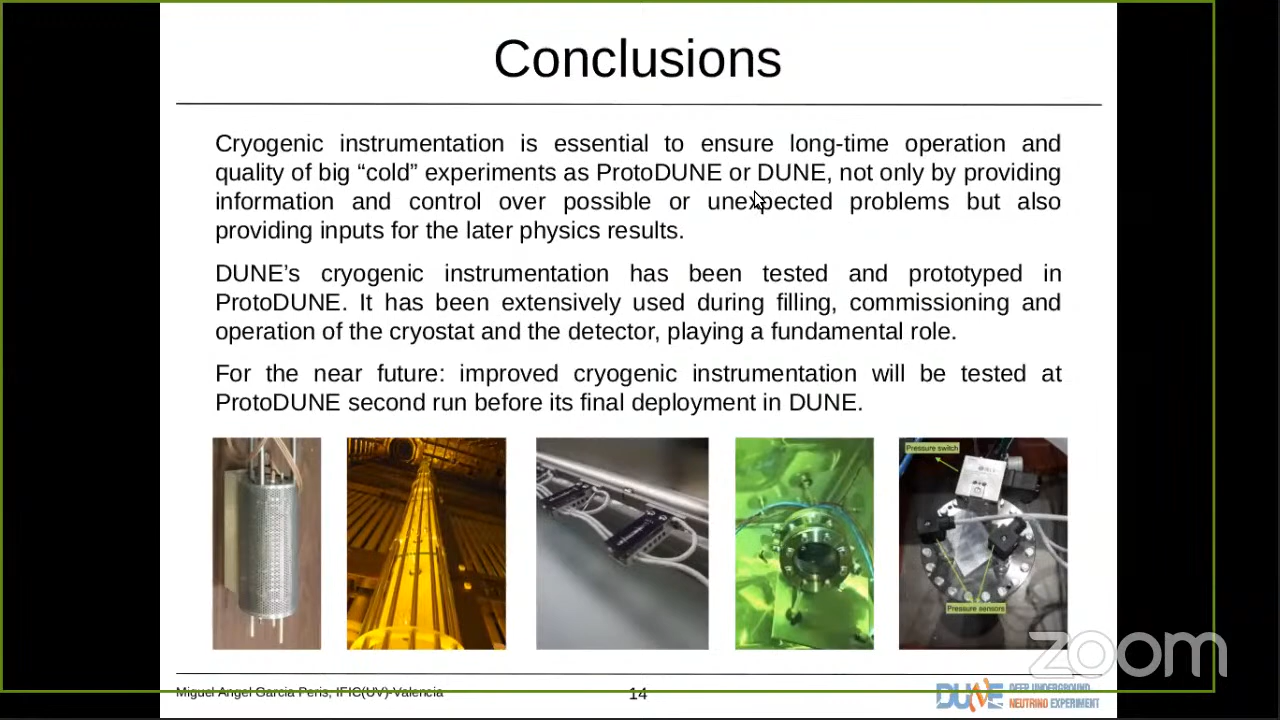 Conclusions
Cryogenic instrumentation is essential to ensure long-time operation and
quality of big “cold” experiments as ProtoDUNE or DUNE, not only by providing
information and control over possible or unexpected problems but also
providing inputs for the later physics results.
DUNE’s cryogenic instrumentation has been tested and prototyped in
ProtoDUNE. It has been extensively used during filling, commissioning and
operation of the cryostat and the detector, playing a fundamental role.
For the near future: improved cryogenic instrumentation will be tested at
ProtoDUNE second run before its final deployment in DUNE.
Pressure switch
Pressure sensors
zoom
Miguel Angel Garcia Peris, IFIC(UV)-Valencia
14
DUNE
DEEP UNDERGROUND
NEUTRINO EXPERIMENT